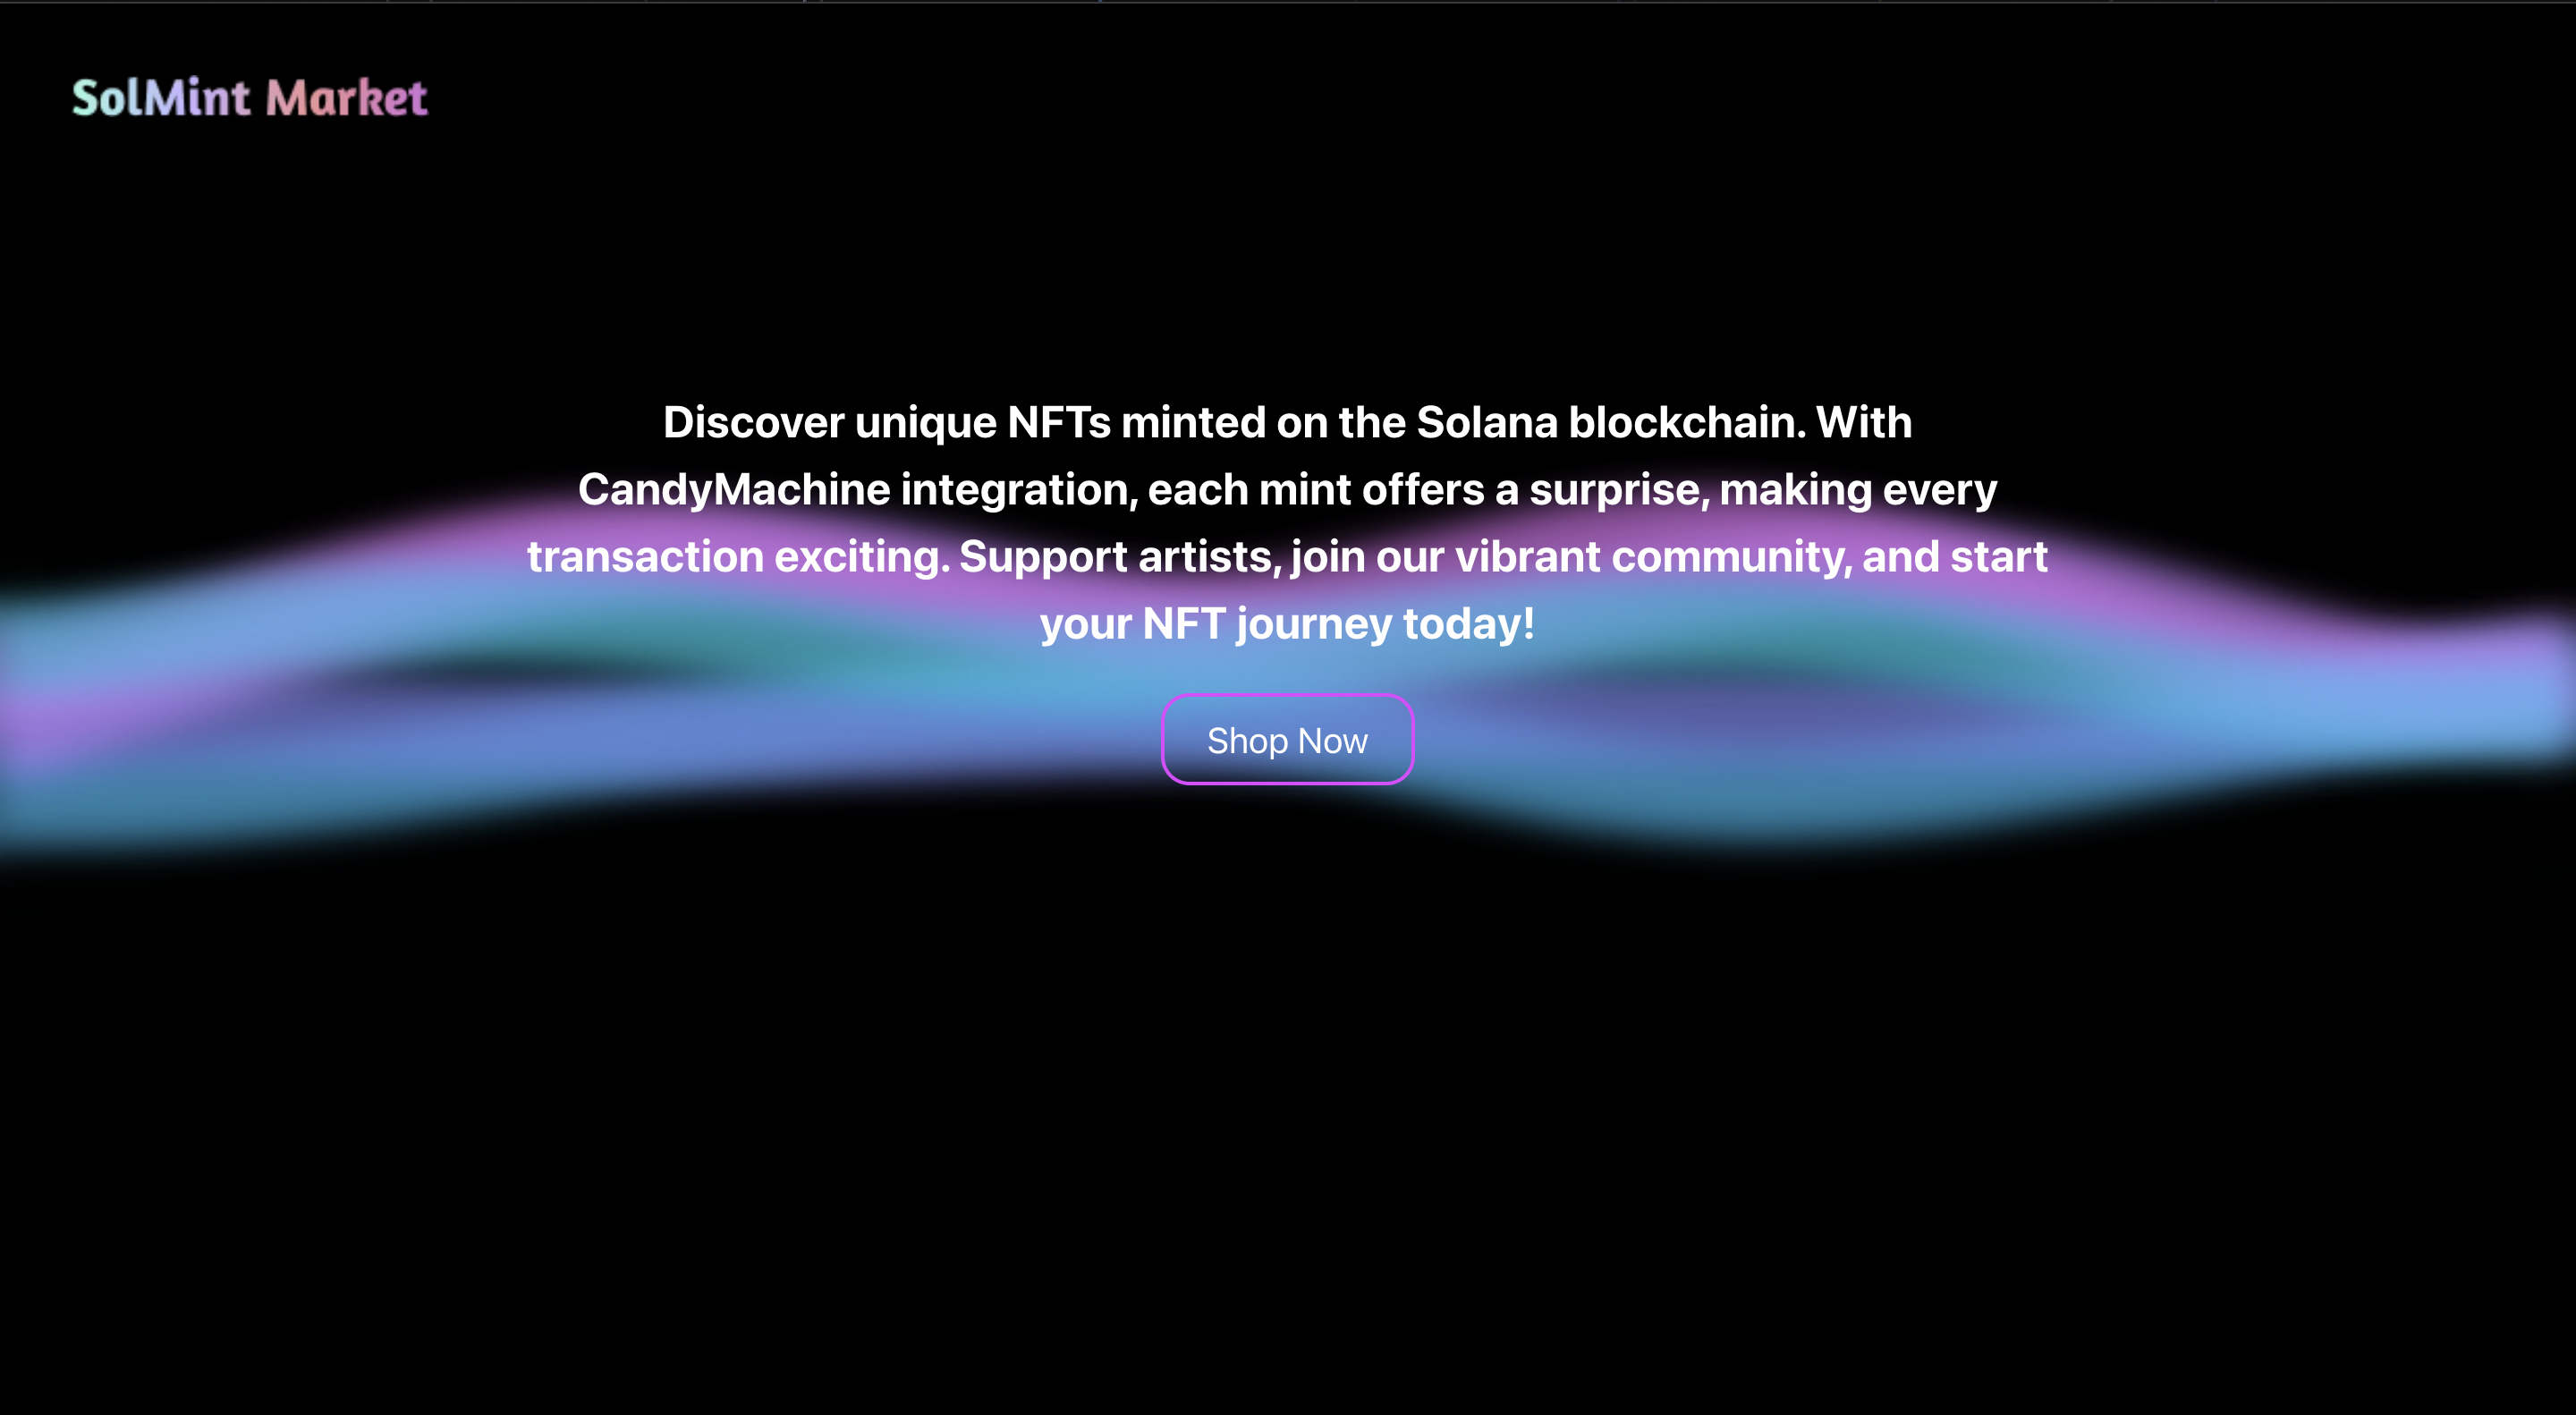 SolMint Market
Discover unique NFTs minted on the Solana blockchain. With
CandyMachine integration, each mint offers a surprise, making every
transaction exciting. Support artists, join our vibrant community, and start
your NFT journey today!
Shop Now